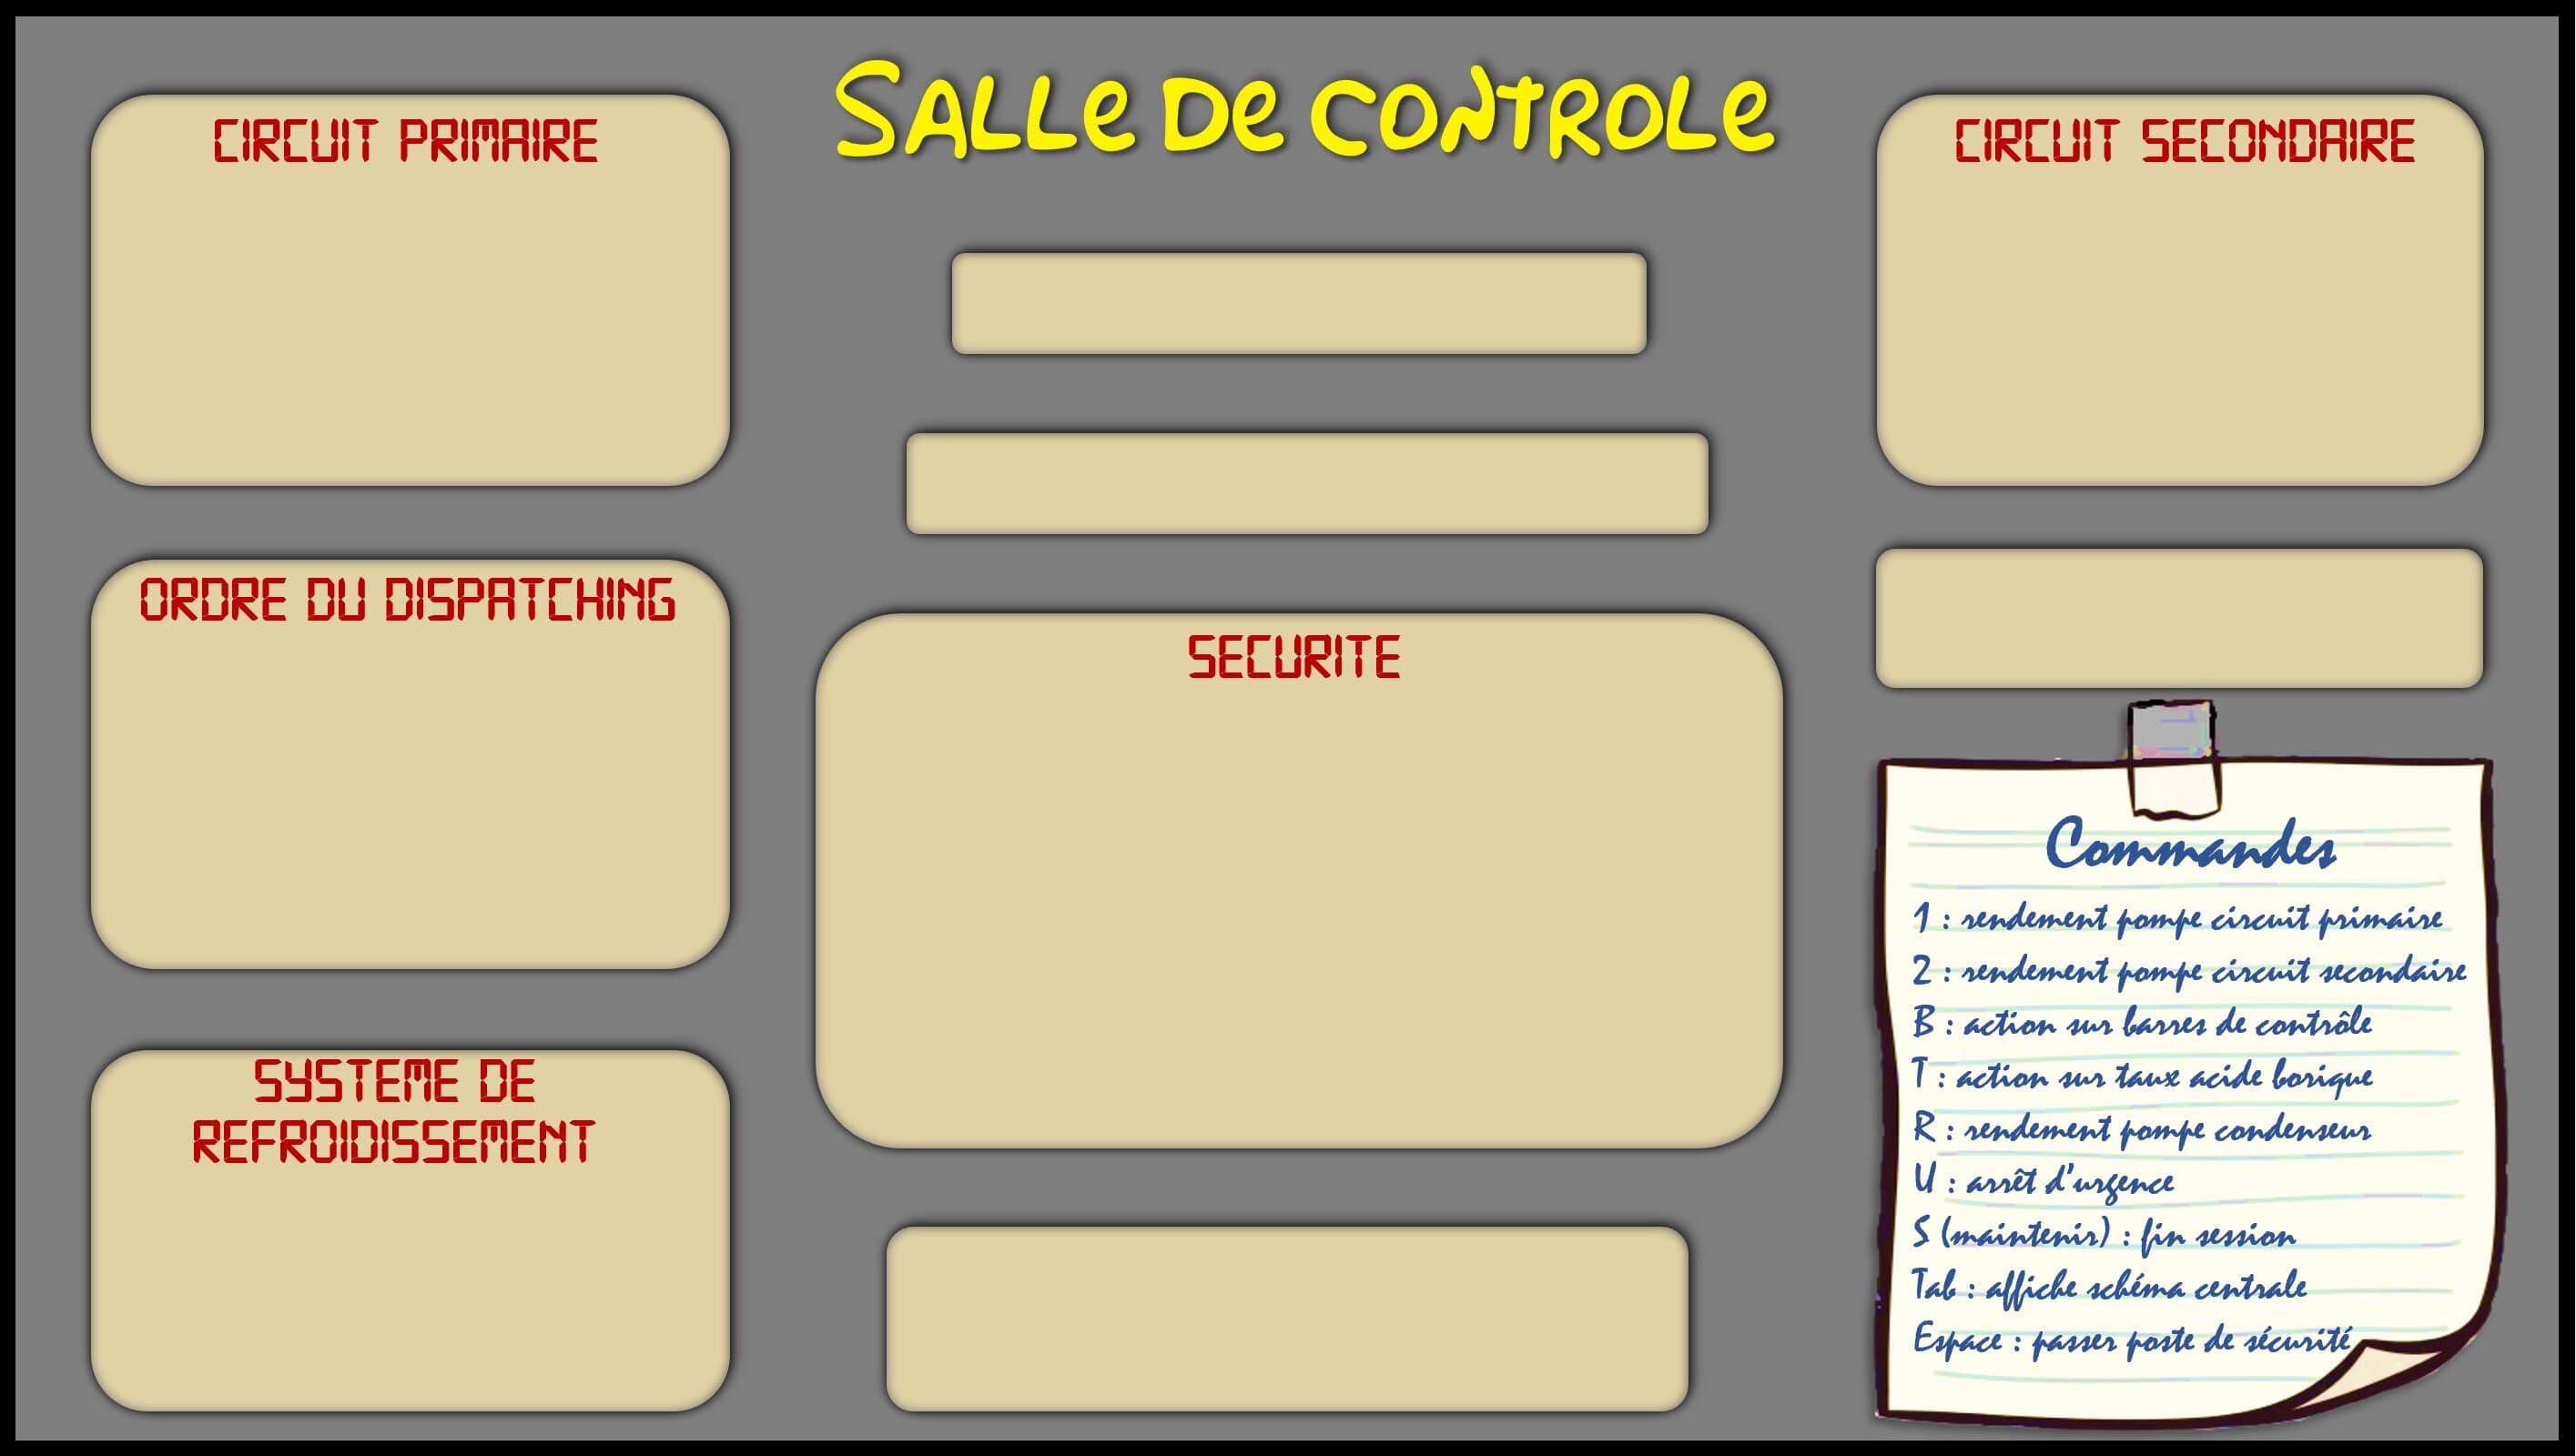 SALLE DE CONTROLE
CIRCUIT PRIMAIRE
CIRCUIT SECONDAIRE
ORDRE DU DISPATCHING
SECURITE
SYSTEME DE
REFROIDISSEMENT
Commandes
1 : rendement pompe circuit primaire
2 : rendement pompe circuit secondaire
B : action sur barres de contrôle
T : action sur taux acide borique
R : rendement pompe condenseur
U : arrêt d'urgence
S (maintenir) : fin session
Tab : affiche schéma centrale
Espace : passer poste de sécurité